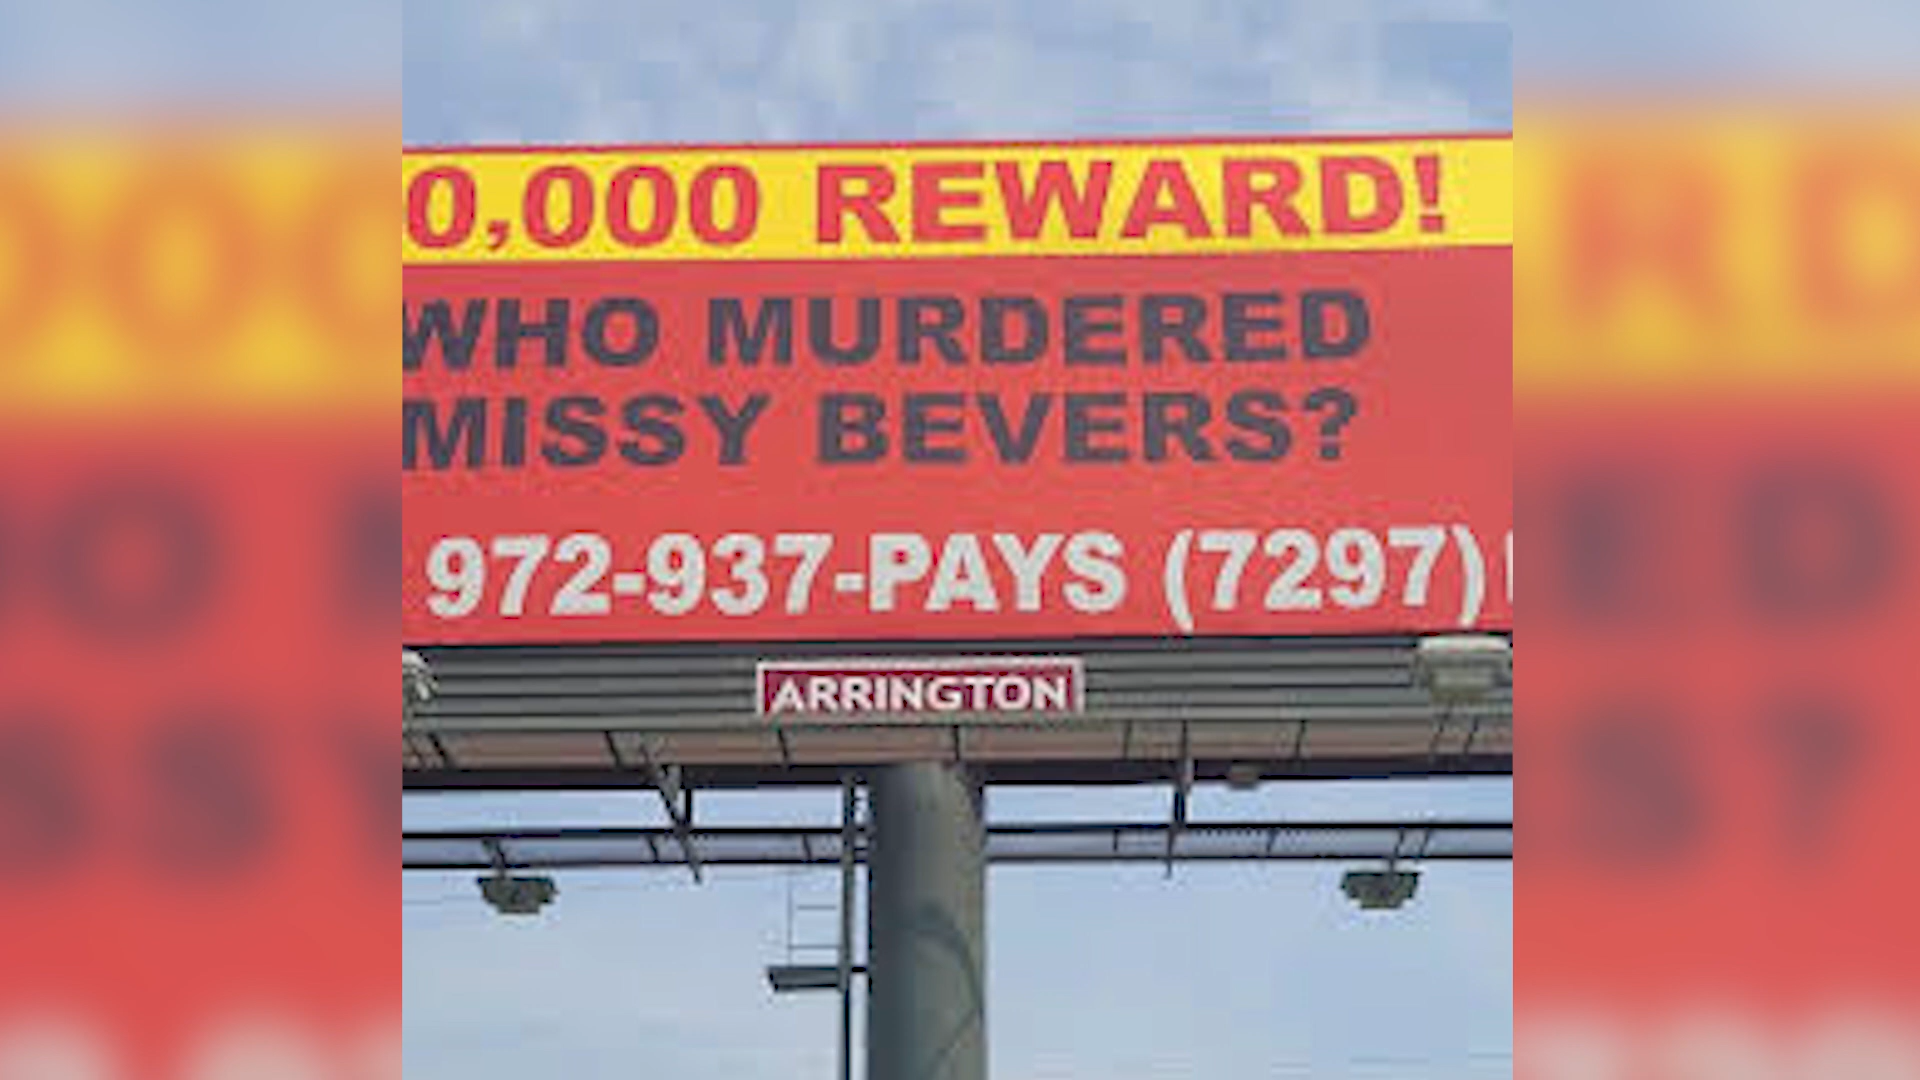 0,000 REWARD!
WHO MURDERED
MISSY BEVERS?
972-937-PAYS (7297)
ARRINGTON